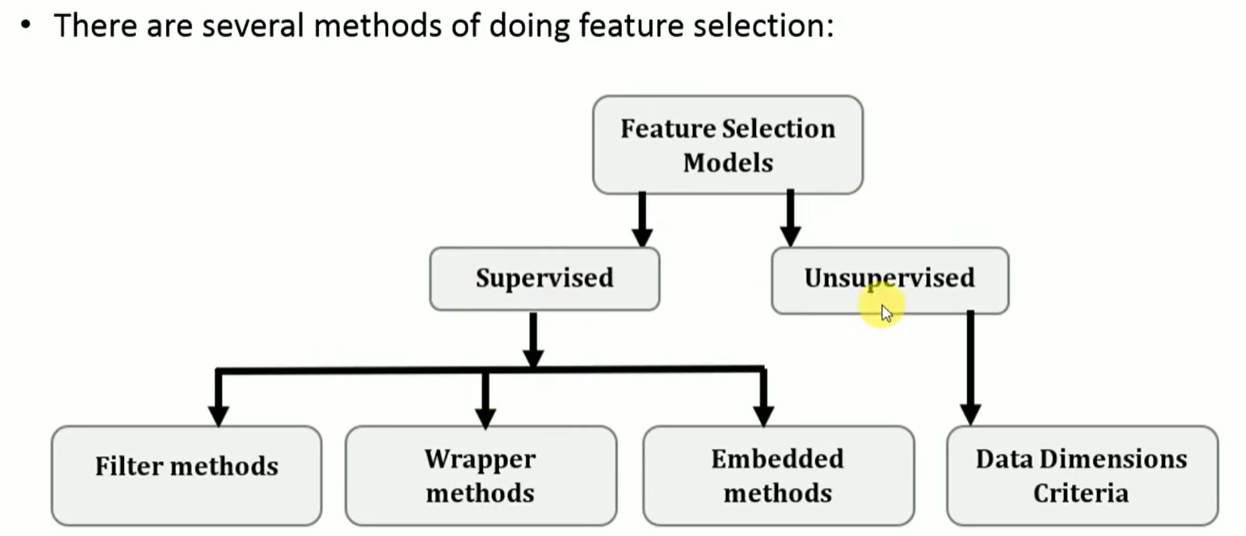 • There are several methods of doing feature selection:
Feature Selection
Models
Supervised
Unsupervised
Filter methods
Wrapper
methods
Embedded
methods
Data Dimensions
Criteria